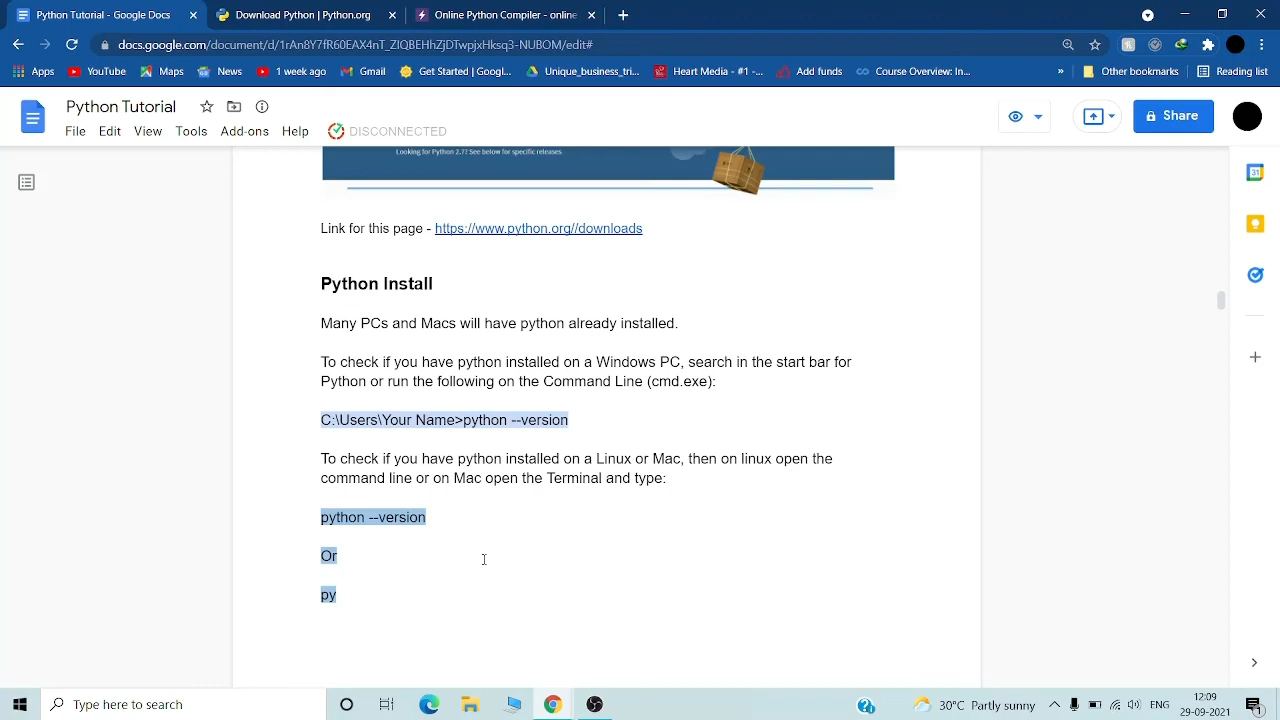 Python Tutorial - Google Docs
Download Python | Python.org
Online Python Compiler - online
docs.google.com/document/d/1rAn8Y7fR60EAX4nT_ZIQBEHhZjDTwpjxHksq3-NUBOM/edit#
Apps
YouTube
Maps
News
1 week ago
Gmail
Get Started | Googl...
Unique_business_tri...
Heart Media - #1 -...
Add funds
Course Overview: In...
»
Other bookmarks
Reading list
Python Tutorial
File Edit View Tools Add-ons Help
DISCONNECTED
Share
Looking for Python 2.7? See below for specific releases
31
Link for this page - https://www.python.org//downloads
Python Install
Many PCs and Macs will have python already installed.
To check if you have python installed on a Windows PC, search in the start bar for
Python or run the following on the Command Line (cmd.exe):
C:\Users\Your Name>python --version
To check if you have python installed on a Linux or Mac, then on linux open the
command line or on Mac open the Terminal and type:
python --version
Or
py
Type here to search
30°C Partly sunny
ENG
12:09
29-09-2021
1